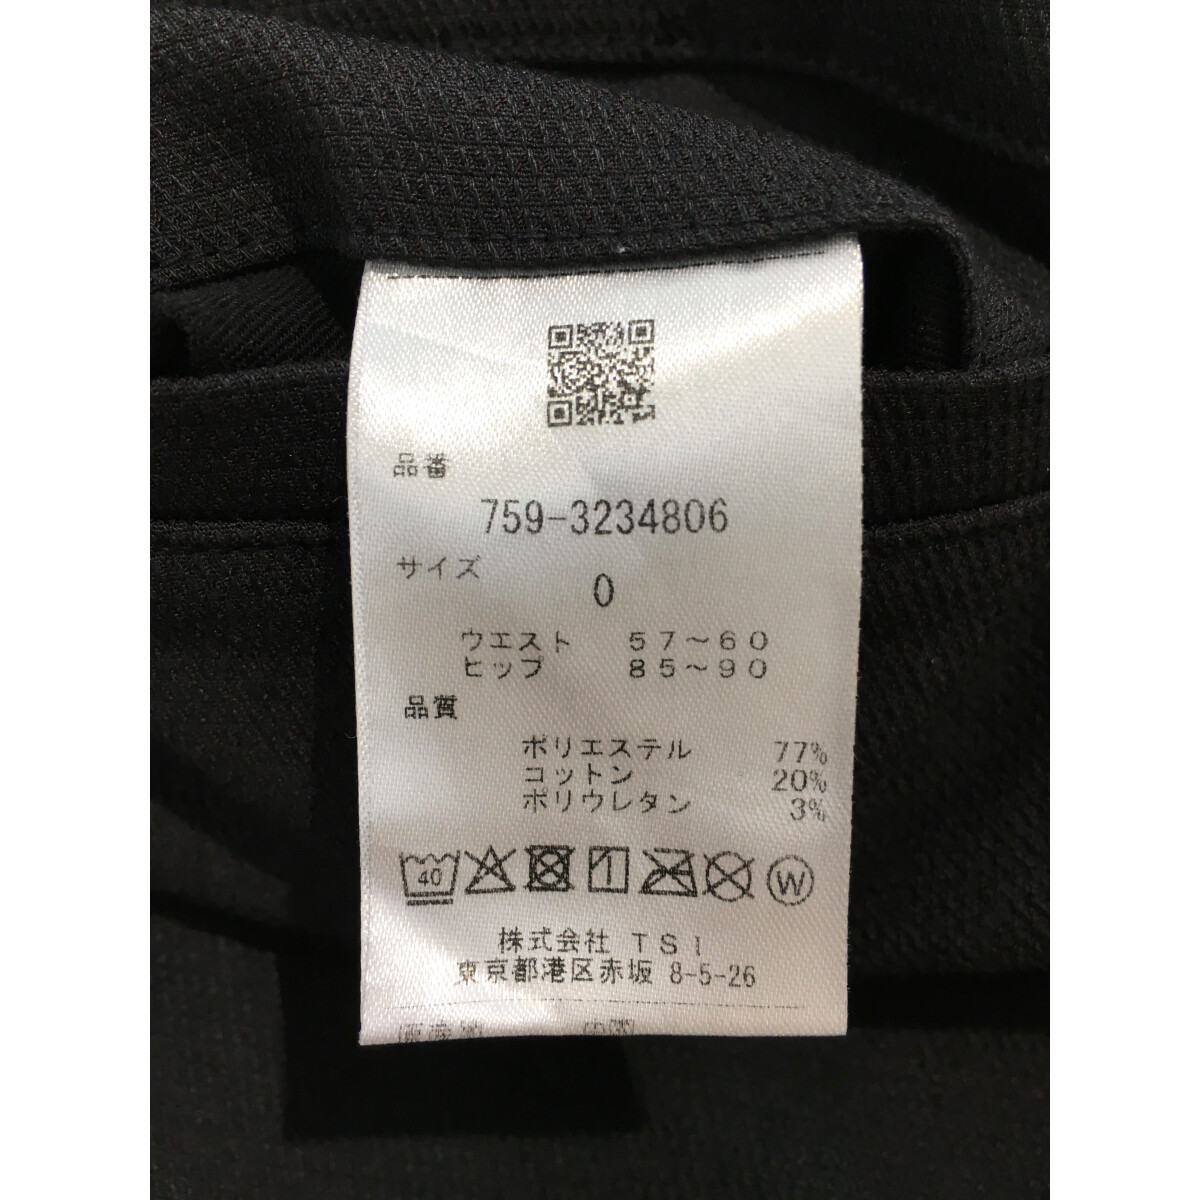 品番
759-3234806
サイズ
0
ウエスト 57～60
ヒップ 85～90
品質
ポリエステル 77%
コットン 20%
ポリウレタン 3%
40 W
株式会社 TSI
東京都港区赤坂 8-5-26